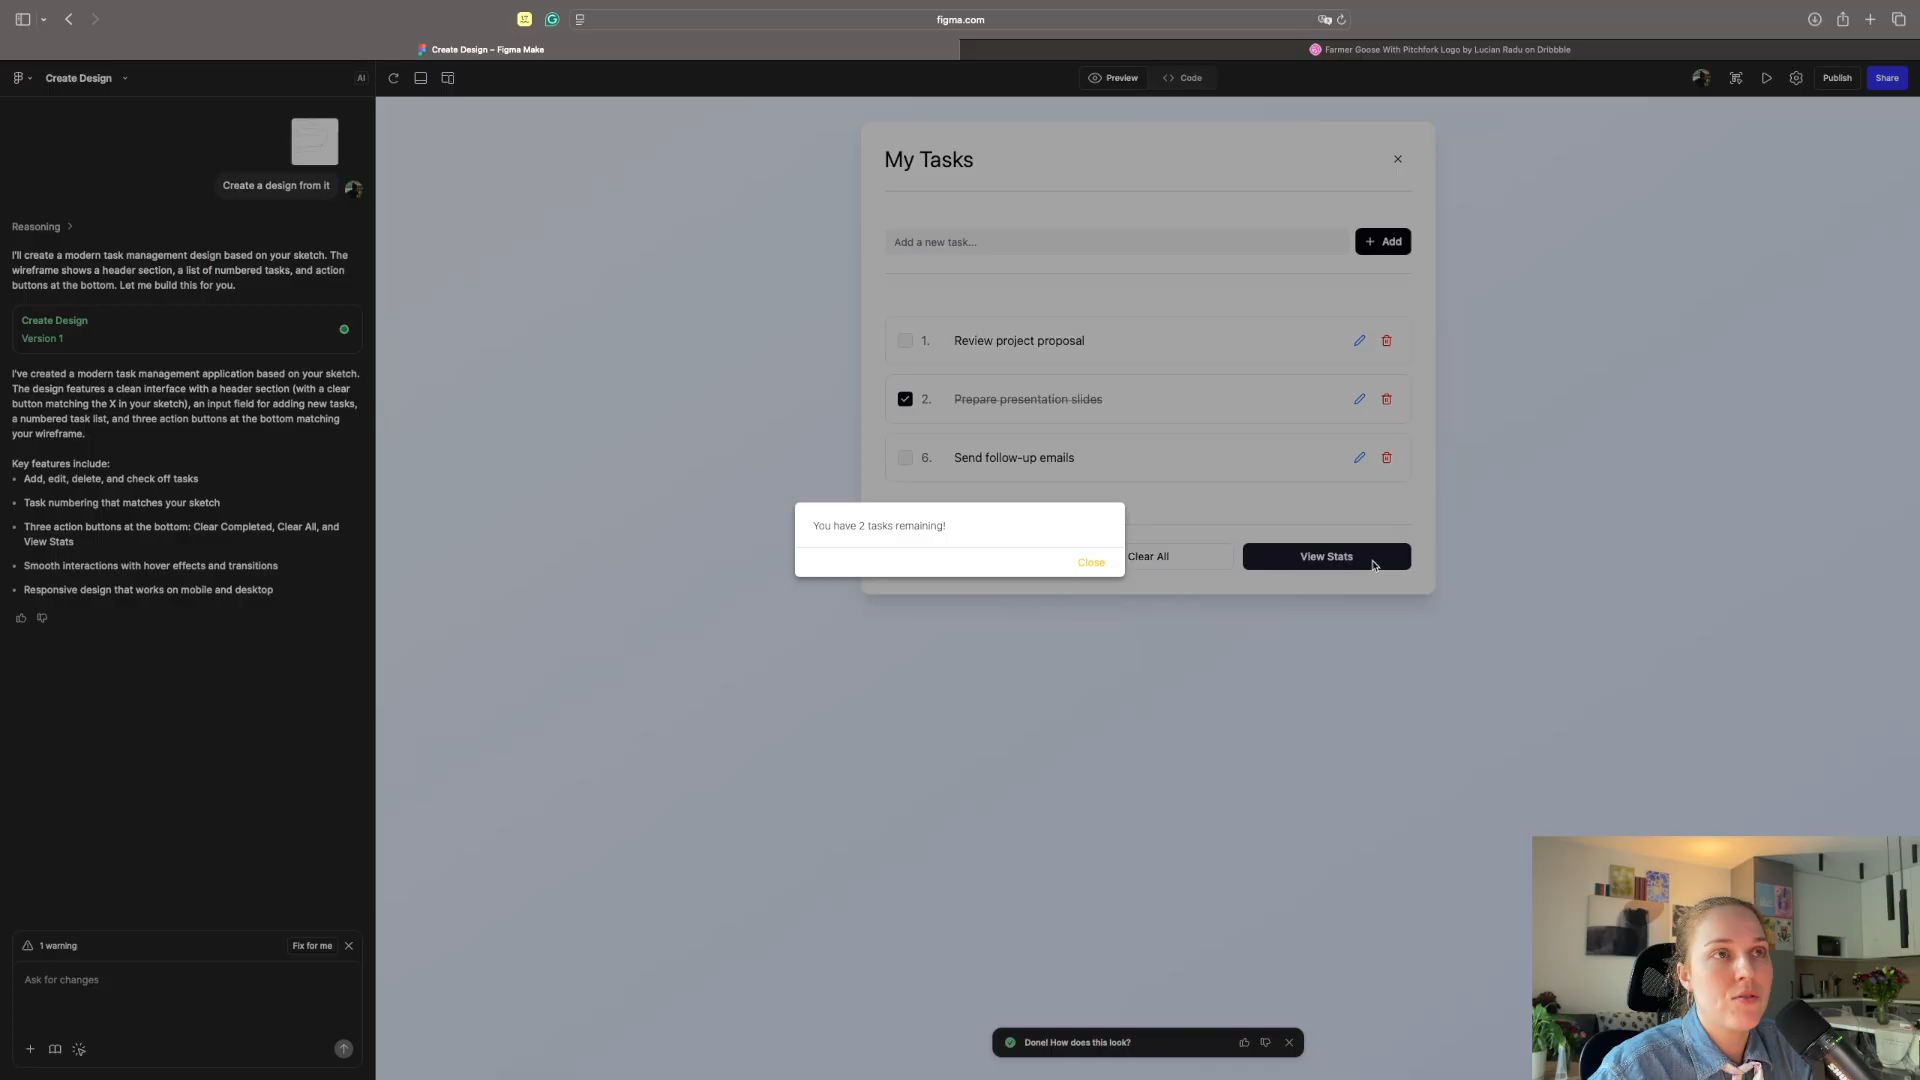 figma.com
Create Design – Figma Make
Farmer Goose With Pitchfork Logo by Lucian Radu on Dribbble
Create Design
AI
Preview
Code
Publish
Share
Create a design from it
Reasoning
I'll create a modern task management design based on your sketch. The
wireframe shows a header section, a list of numbered tasks, and action
buttons at the bottom. Let me build this for you.
Create Design
Version 1
I've created a modern task management application based on your sketch.
The design features a clean interface with a header section (with a clear
button matching the X in your sketch), an input field for adding new tasks,
a numbered task list, and three action buttons at the bottom matching
your wireframe.
Key features include:
• Add, edit, delete, and check off tasks
• Task numbering that matches your sketch
• Three action buttons at the bottom: Clear Completed, Clear All, and
View Stats
• Smooth interactions with hover effects and transitions
• Responsive design that works on mobile and desktop
1 warning
Fix for me
Ask for changes
My Tasks
Add a new task...
+ Add
1. Review project proposal
2. Prepare presentation slides
6. Send follow-up emails
You have 2 tasks remaining!
Close
Clear All
View Stats
Done! How does this look?